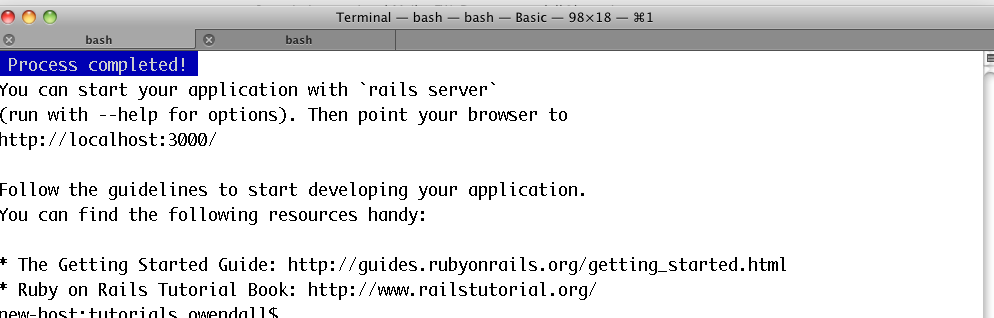 Terminal — bash — bash — Basic — 98×18 — ⌘1
bash bash
Process completed!
You can start your application with `rails server`
(run with --help for options). Then point your browser to
http://localhost:3000/

Follow the guidelines to start developing your application.
You can find the following resources handy:

* The Getting Started Guide: http://guides.rubyonrails.org/getting_started.html
* Ruby on Rails Tutorial Book: http://www.railstutorial.org/
new-host:tutorials owendall$